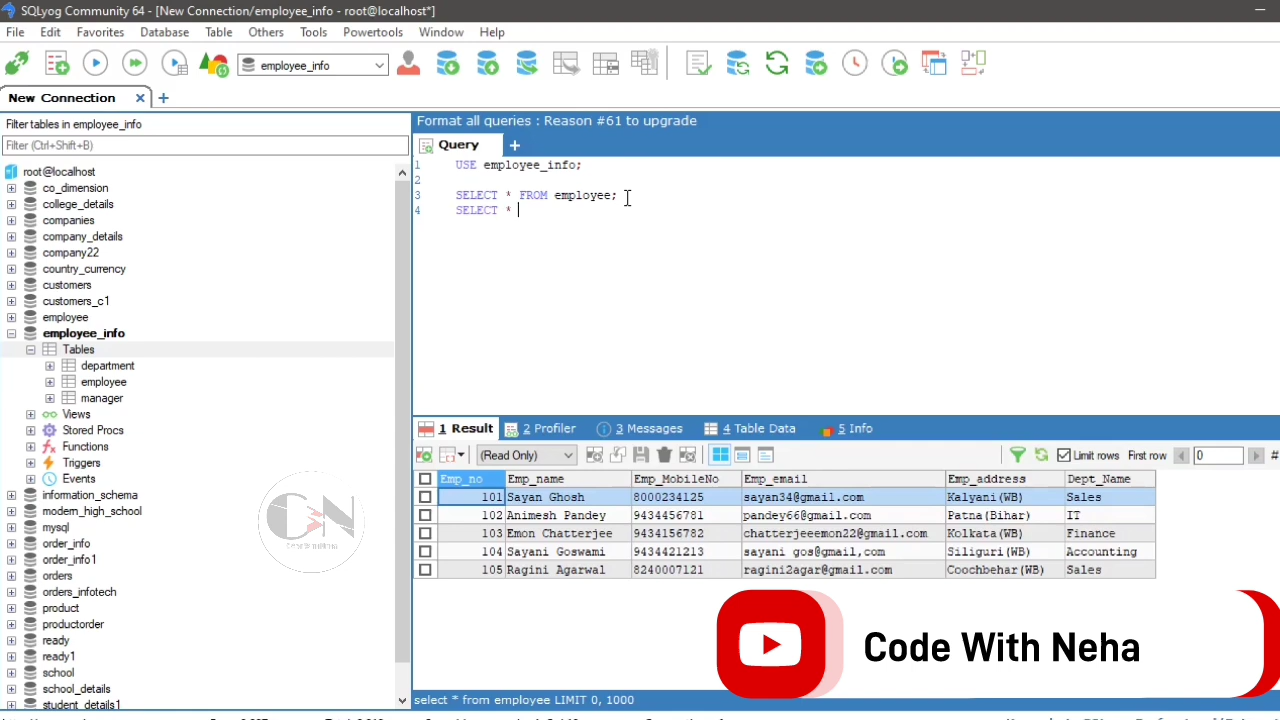 SQLyog Community 64 - [New Connection/employee_info - root@localhost*]
File Edit Favorites Database Table Others Tools Powertools Window Help
employee_info
New Connection
Filter tables in employee_info
Filter (Ctrl+Shift+B)
root@localhost
co_dimension
college_details
companies
company_details
company22
country_currency
customers
customers_c1
employee
employee_info
Tables
department
employee
manager
Views
Stored Procs
Functions
Triggers
Events
information_schema
modern_high_school
mysql
order_info
order_info1
orders
orders_infotech
product
productorder
ready
ready1
school
school_details
student_details1
Format all queries : Reason #61 to upgrade
Query
1 USE employee_info;
2
3 SELECT * FROM employee;
4 SELECT *
1 Result 2 Profiler 3 Messages 4 Table Data 5 Info
(Read Only) Limit rows First row 0 #
Emp_no Emp_name Emp_MobileNo Emp_email Emp_address Dept_Name
101 Sayan Ghosh 8000234125 sayan34@gmail.com Kalyani(WB) Sales
102 Animesh Pandey 9434456781 pandey66@gmail.com Patna(Bihar) IT
103 Emon Chatterjee 9434156782 chatterjeeemon22@gmail.com Kolkata(WB) Finance
104 Sayani Goswami 9434421213 sayani gos@gmail,com Siliguri(WB) Accounting
105 Ragini Agarwal 8240007121 ragini2agar@gmail.com Coochbehar(WB) Sales
Code With Neha
select * from employee LIMIT 0, 1000